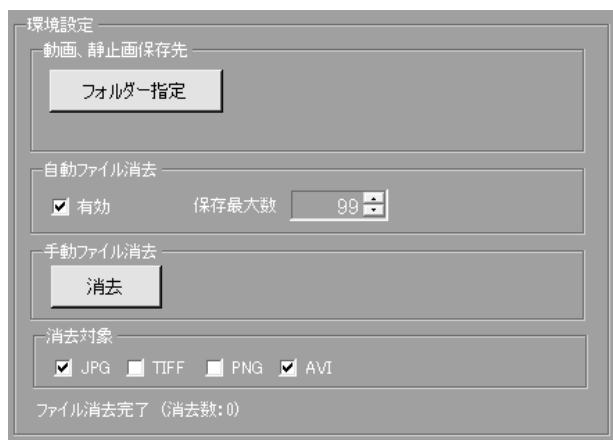 環境設定
動画、静止画保存先
フォルダー指定
自動ファイル消去
有効 保存最大数 99
手動ファイル消去
消去
消去対象
JPG TIFF PNG AVI
ファイル消去完了 (消去数:0)